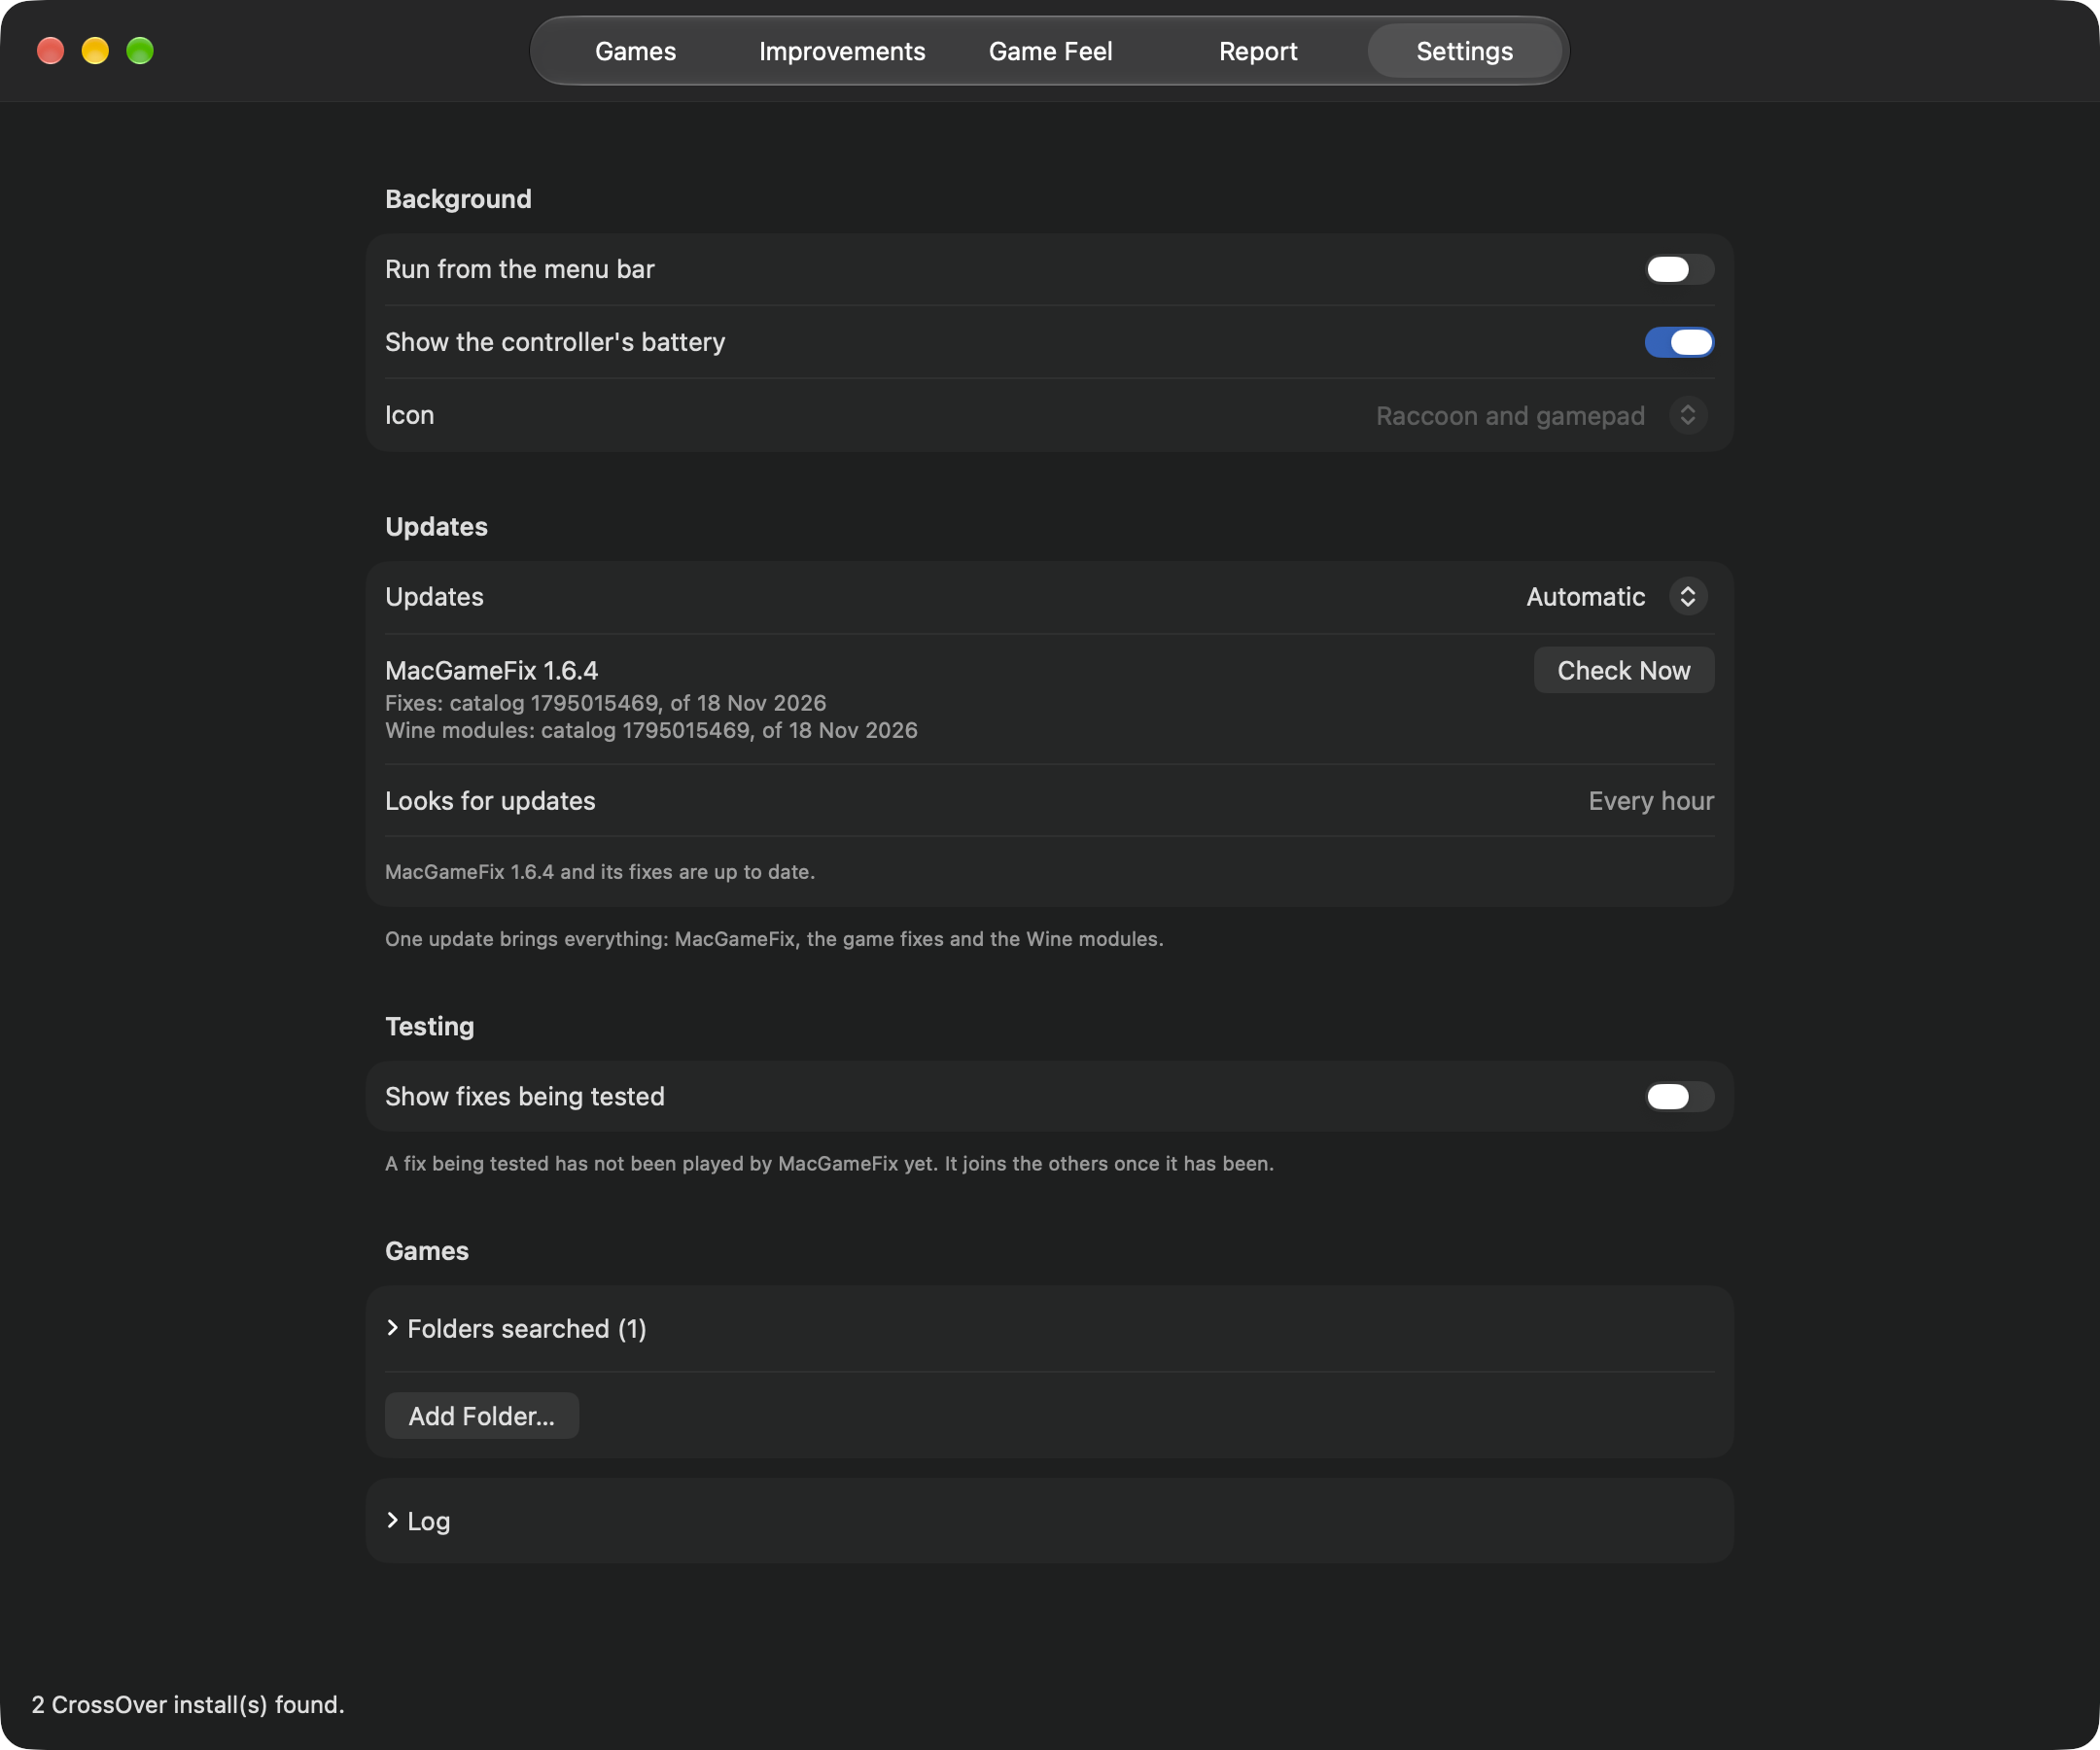 Games
Improvements
Game Feel
Report
Settings
Background
Run from the menu bar
Show the controller's battery
Icon
Raccoon and gamepad
Updates
Updates
Automatic
MacGameFix 1.6.4
Check Now
Fixes: catalog 1795015469, of 18 Nov 2026
Wine modules: catalog 1795015469, of 18 Nov 2026
Looks for updates
Every hour
MacGameFix 1.6.4 and its fixes are up to date.
One update brings everything: MacGameFix, the game fixes and the Wine modules.
Testing
Show fixes being tested
A fix being tested has not been played by MacGameFix yet. It joins the others once it has been.
Games
Folders searched (1)
Add Folder...
Log
2 CrossOver install(s) found.